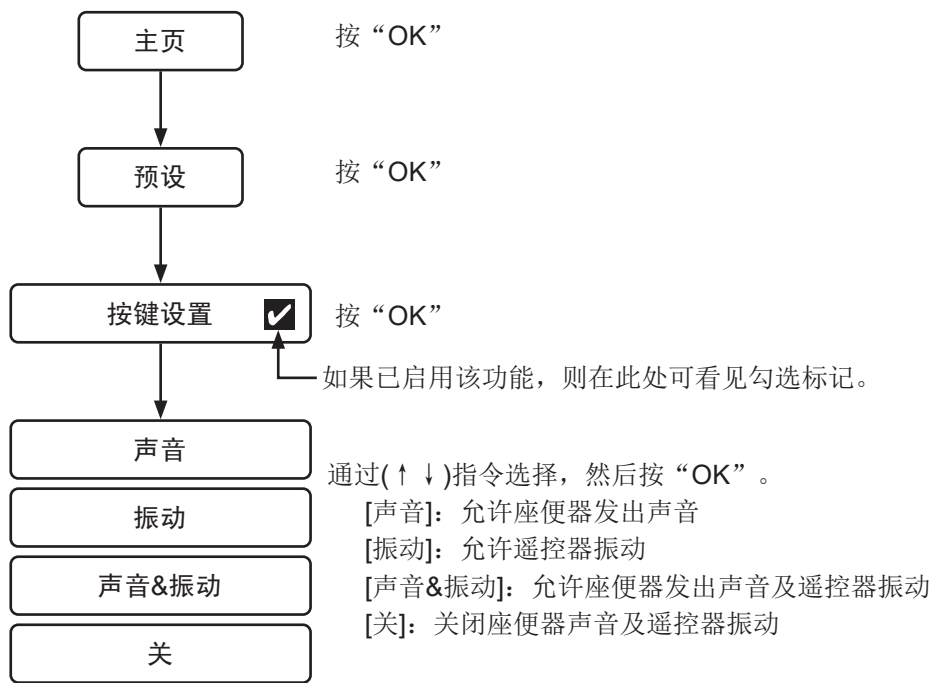 主页
按“OK”
预设
按“OK”
按键设置
按“OK”
如果已启用该功能，则在此处可看见勾选标记。
声音
振动
声音&振动
关
通过(↑↓)指令选择，然后按“OK”。
[声音]：允许座便器发出声音
[振动]：允许遥控器振动
[声音&振动]：允许座便器发出声音及遥控器振动
[关]：关闭座便器声音及遥控器振动